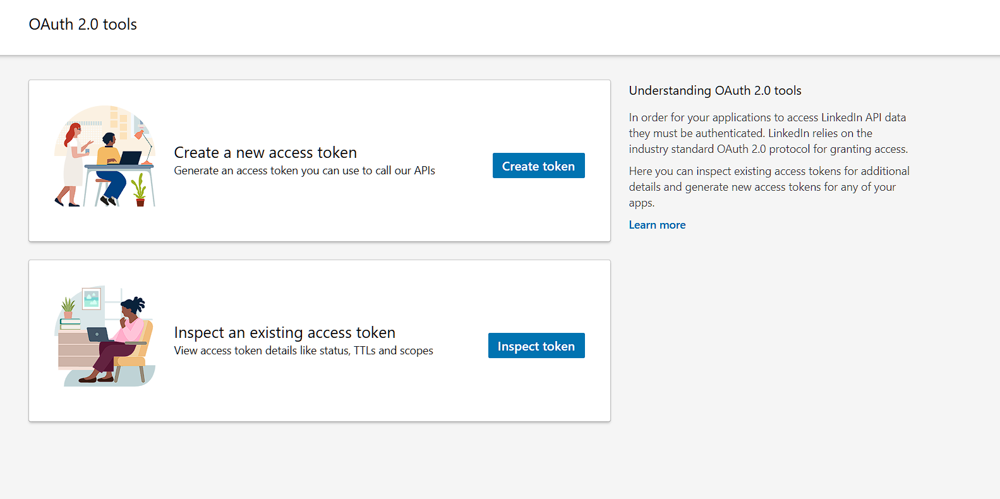 OAuth 2.0 tools
Create a new access token
Generate an access token you can use to call our APIs
Create token
Inspect an existing access token
View access token details like status, TTLs and scopes
Inspect token
Understanding OAuth 2.0 tools
In order for your applications to access LinkedIn API data
they must be authenticated. LinkedIn relies on the
industry standard OAuth 2.0 protocol for granting access.
Here you can inspect existing access tokens for additional
details and generate new access tokens for any of your
apps.
Learn more